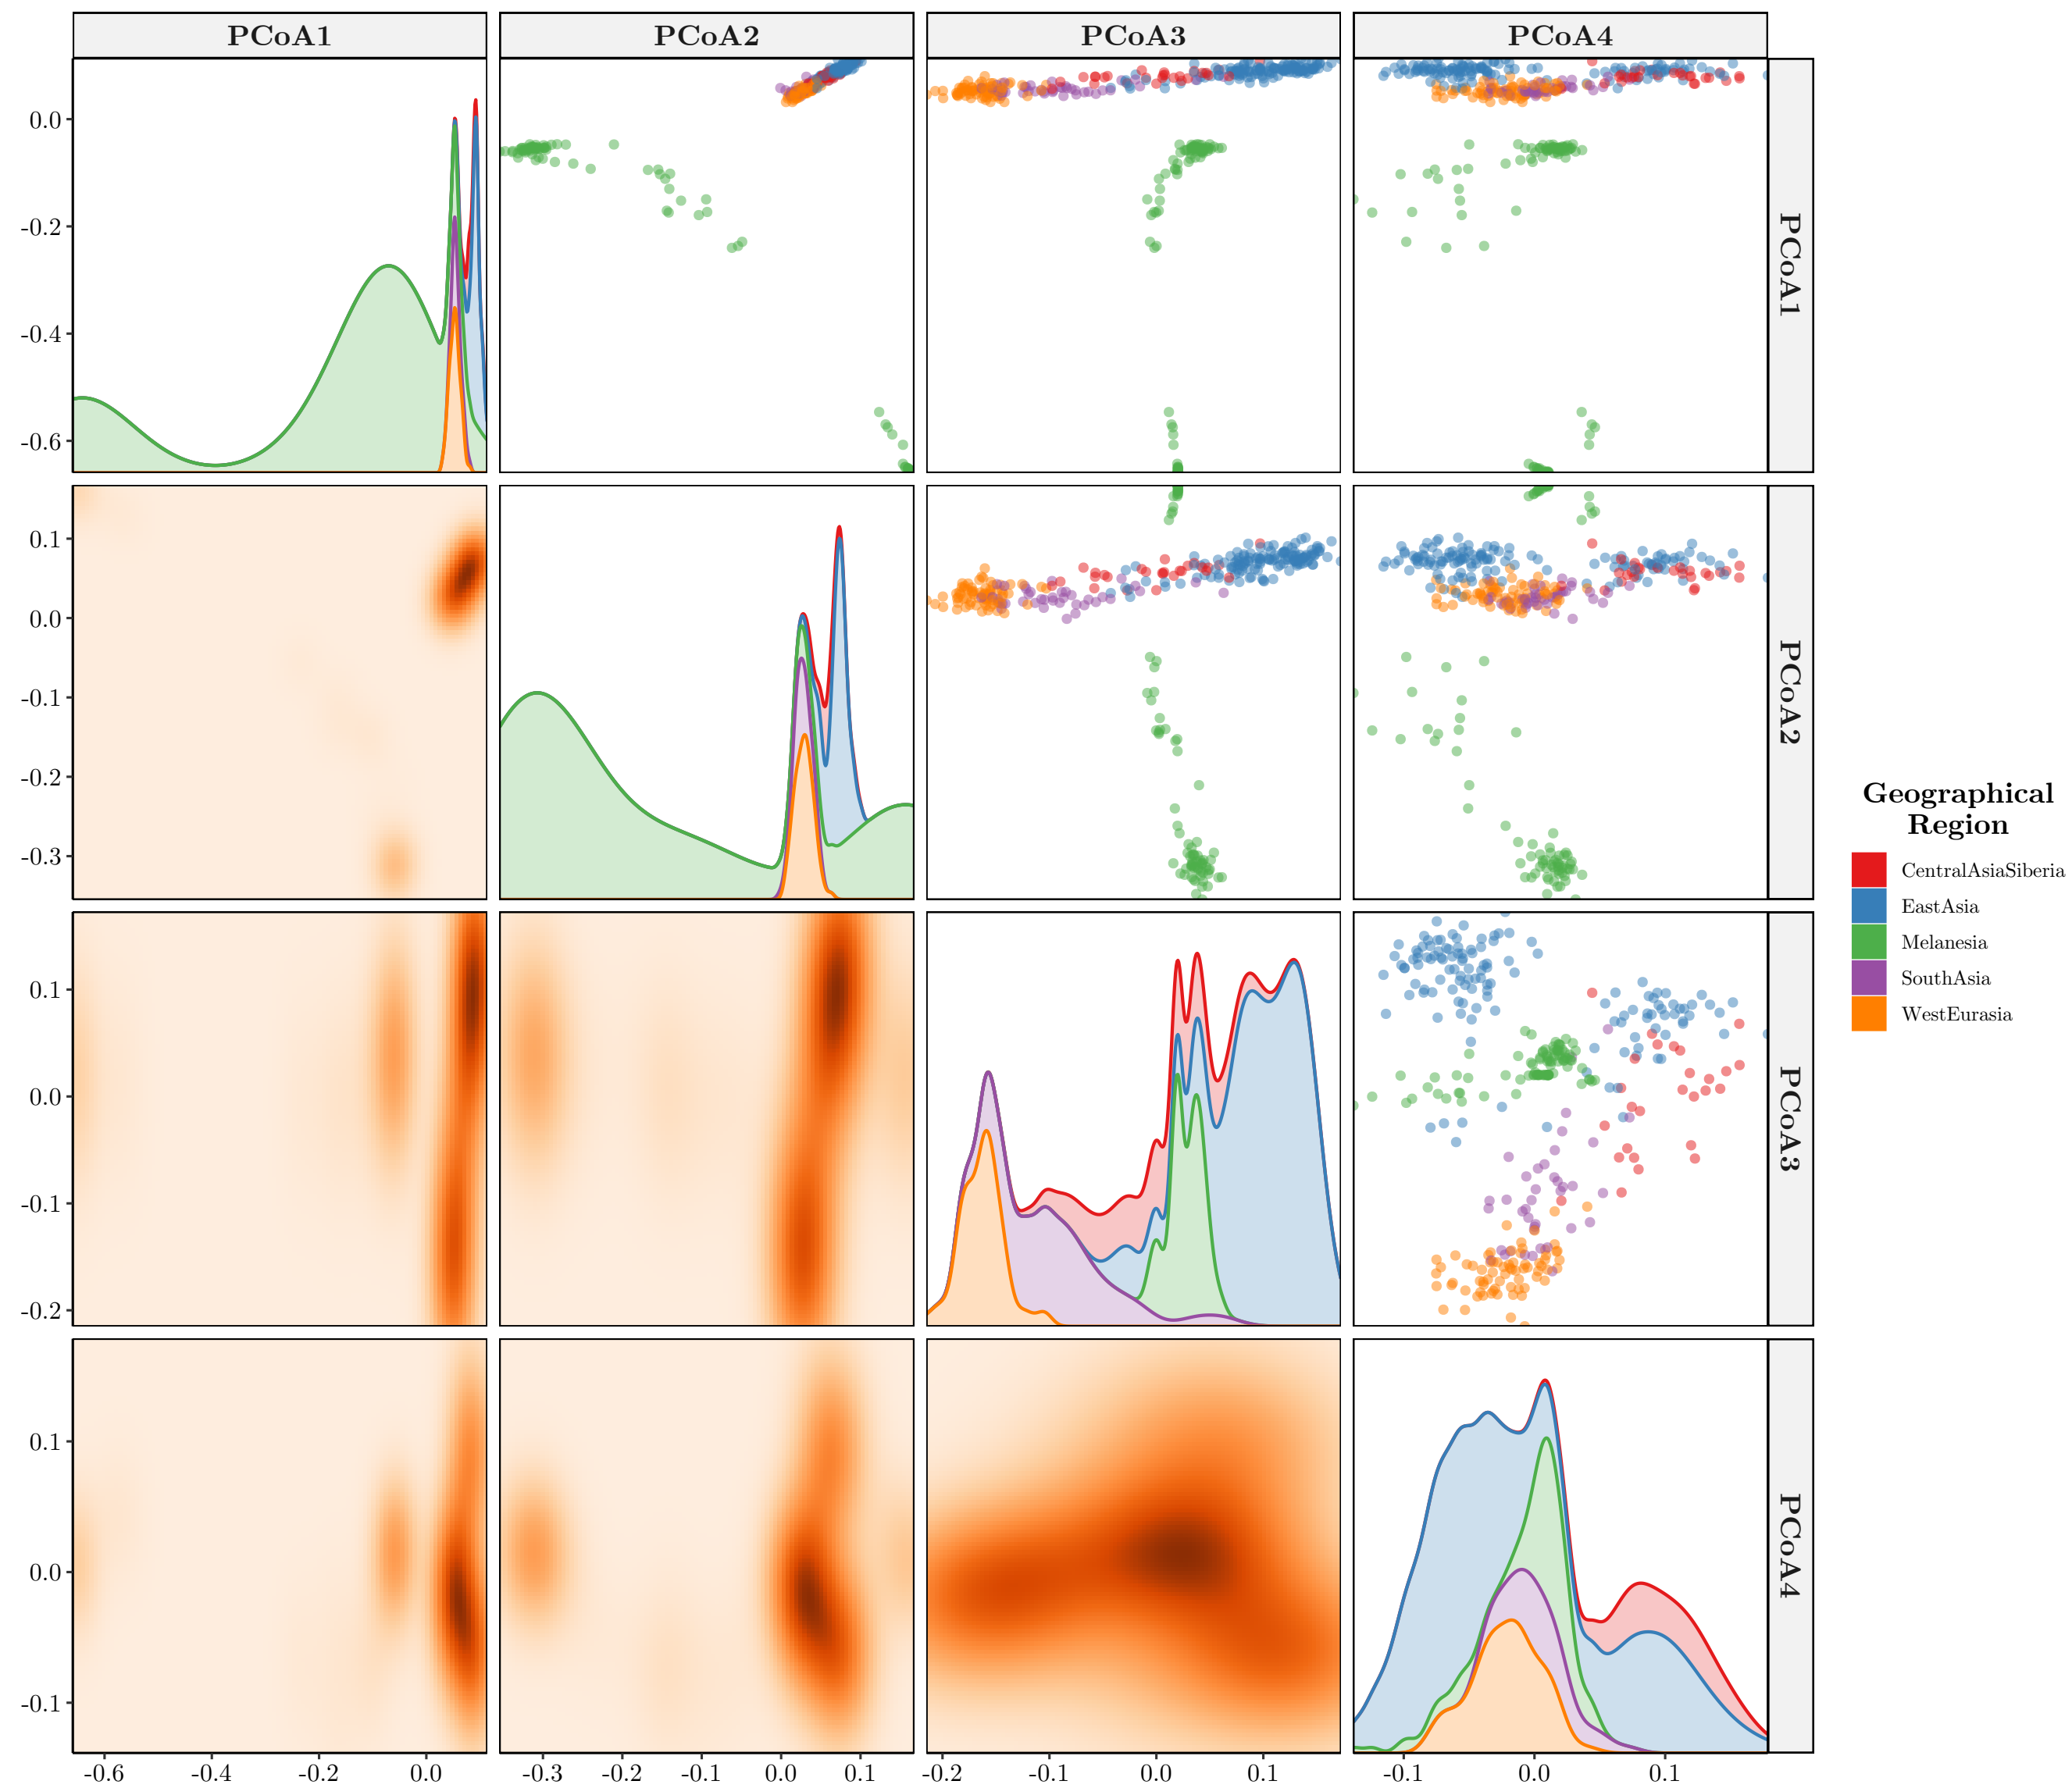 PCoA1 PCoA2 PCoA3 PCoA4
0.0
-0.2
-0.4
-0.6
PCoA1
0.1
0.0
-0.1
-0.2
-0.3
PCoA2
Geographical
Region
CentralAsiaSiberia
EastAsia
Melanesia
SouthAsia
WestEurasia
0.1
0.0
-0.1
-0.2
PCoA3
0.1
0.0
-0.1
PCoA4
-0.6 -0.4 -0.2 0.0 -0.3 -0.2 -0.1 0.0 0.1 -0.2 -0.1 0.0 0.1 -0.1 0.0 0.1